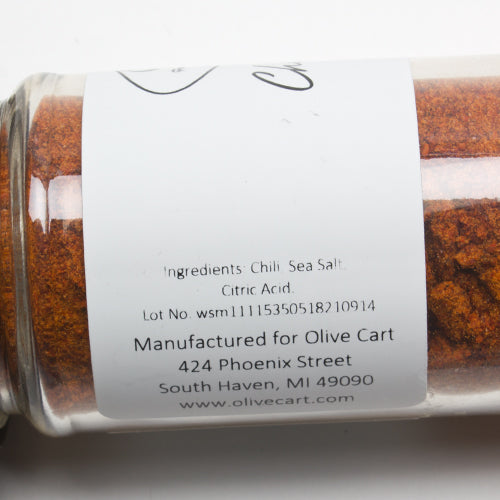 Ingredients: Chili, Sea Salt,
Citric Acid.
Lot No. wsm11115350518210914
Manufactured for Olive Cart
424 Phoenix Street
South Haven, MI 49090
www.olivecart.com